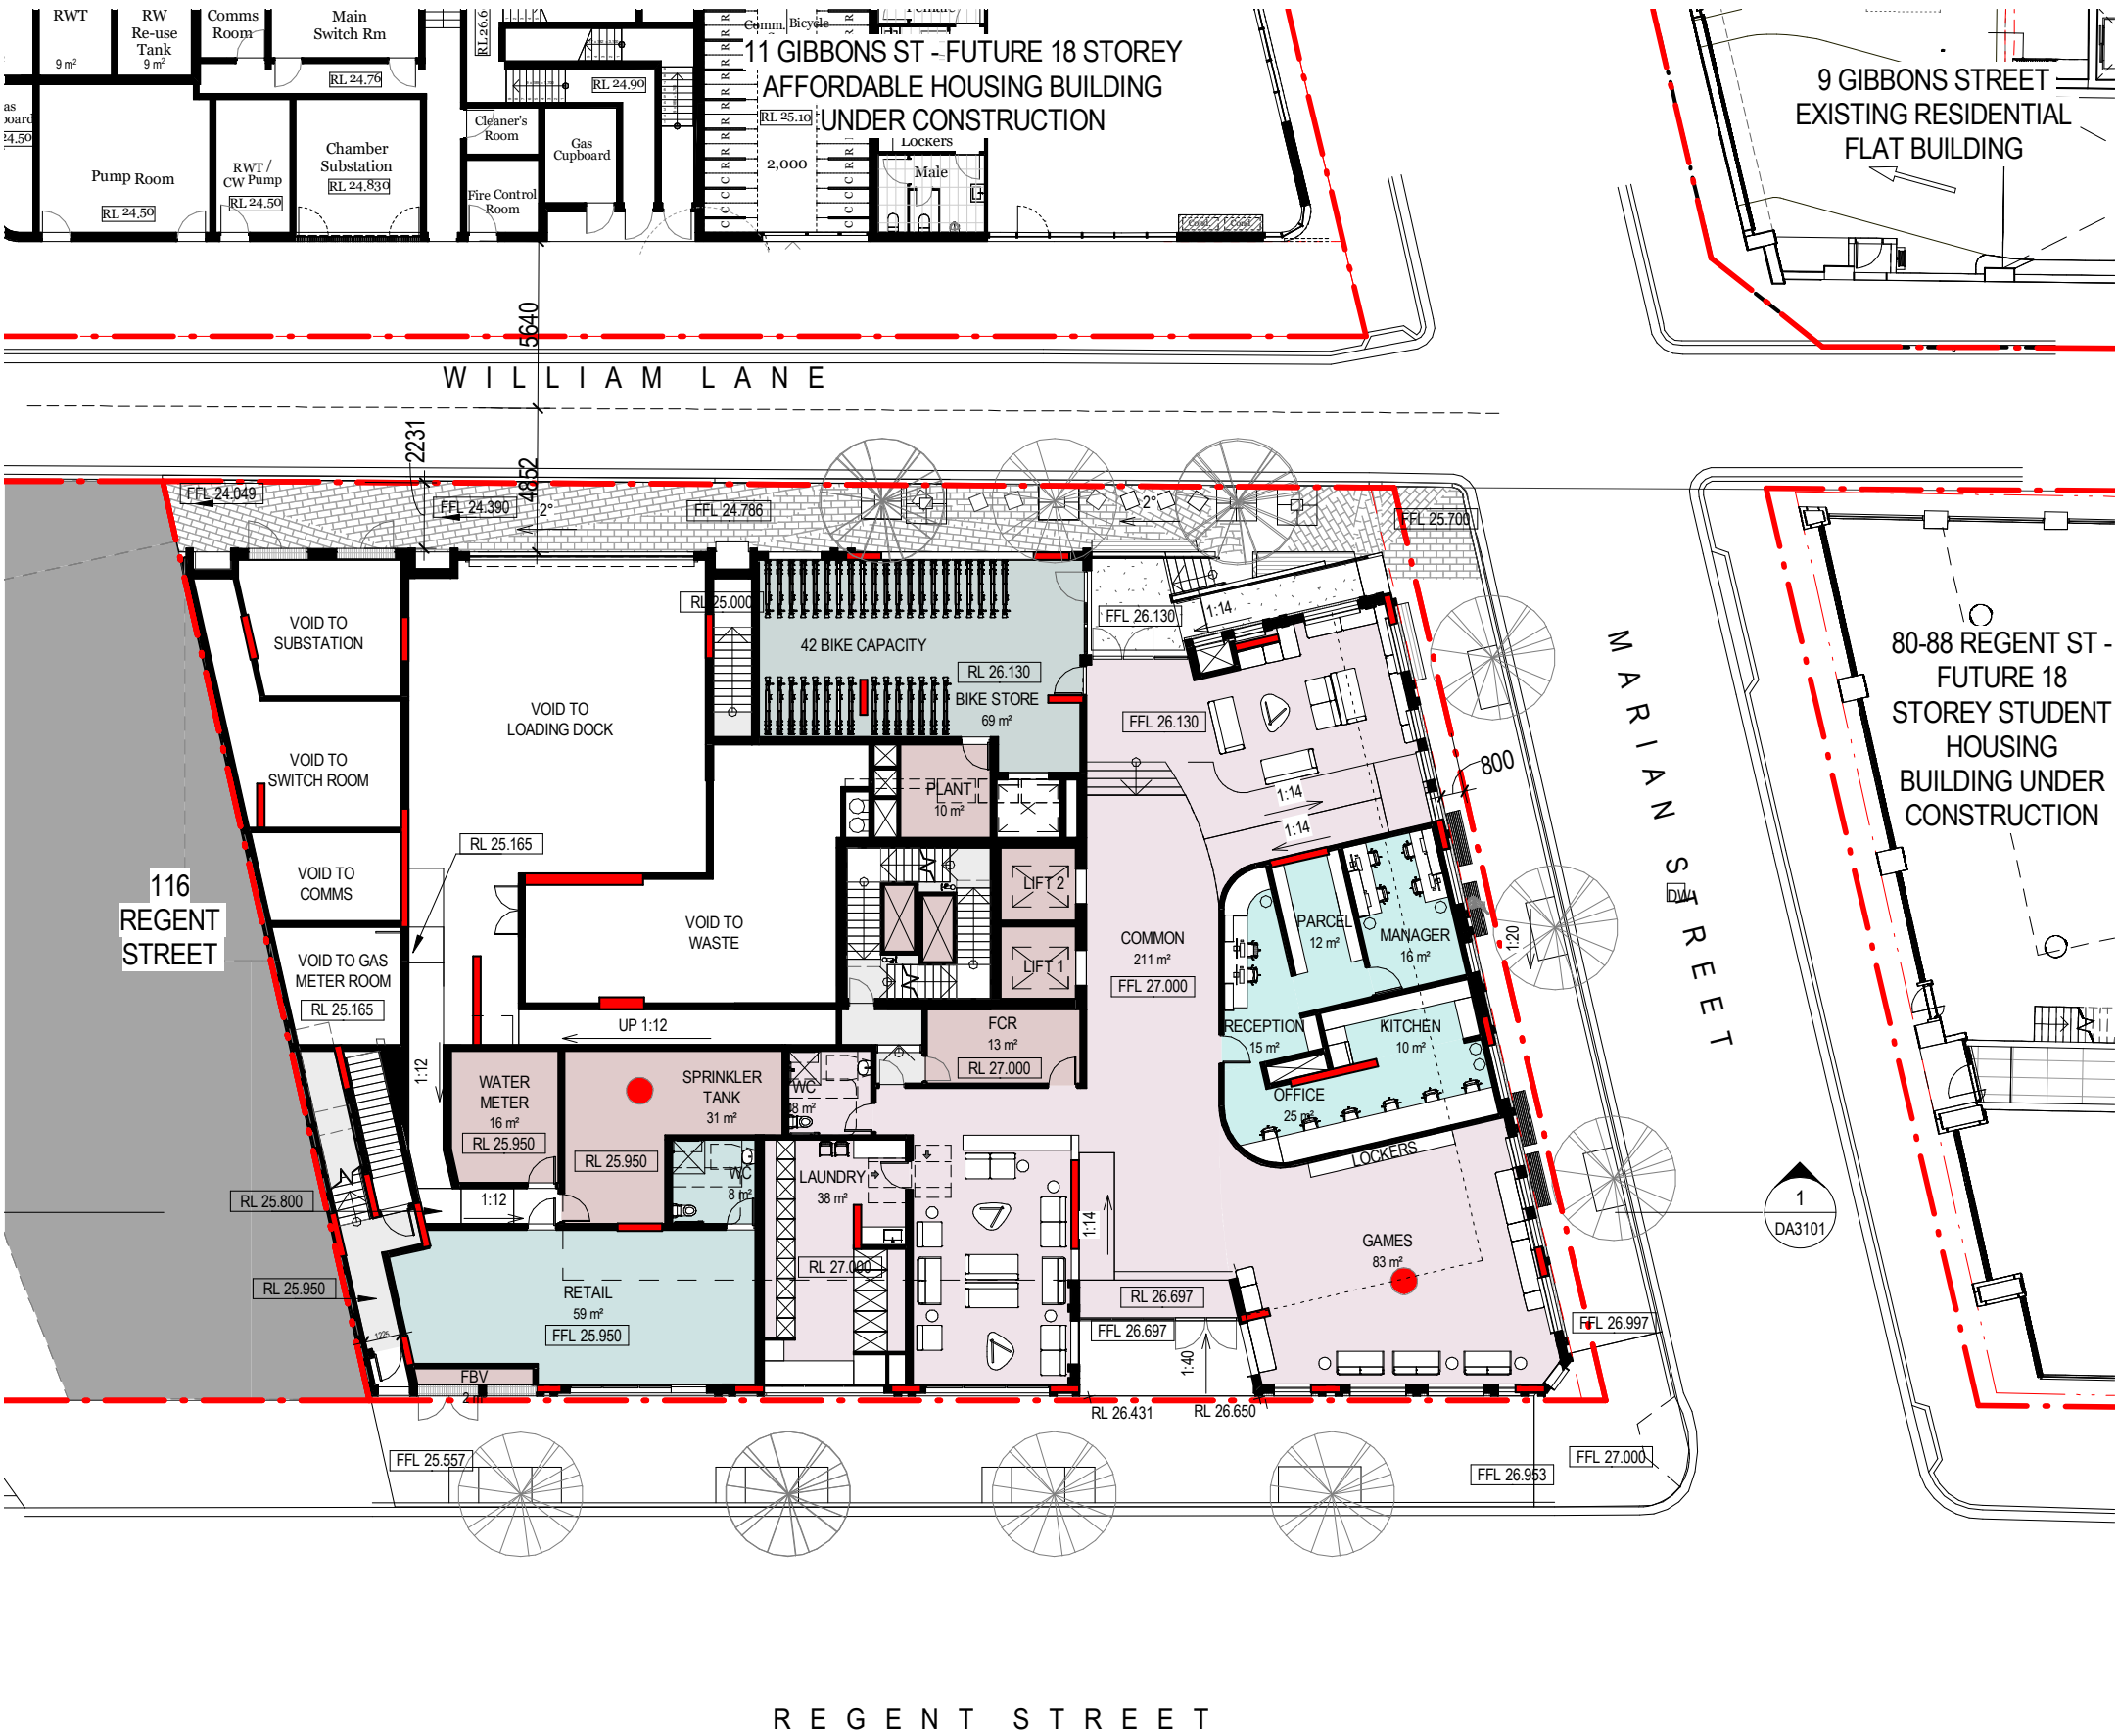 RWT
9 m²
RW
Re-use
Tank
9 m²
Comms
Room
Main
Switch Rm
RL 24.76
RL 24.90
Comm. Bicycle
11 GIBBONS ST - FUTURE 18 STOREY
AFFORDABLE HOUSING BUILDING
UNDER CONSTRUCTION
RL 25.10
2,000
Lockers
Male
Cleaner's
Room
Gas
Cupboard
Fire Control
Room
Chamber
Substation
RL 24.830
Pump Room
RL 24.50
RWT /
CW Pump
RL 24.50
9 GIBBONS STREET
EXISTING RESIDENTIAL
FLAT BUILDING
5640
WILLIAM LANE
2231
4852
FFL 24.049
FFL 24.390
2°
FFL 24.786
2°
FFL 25.700
VOID TO
SUBSTATION
RL 25.000
42 BIKE CAPACITY
RL 26.130
BIKE STORE
69 m²
FFL 26.130
1:14
VOID TO
LOADING DOCK
VOID TO
SWITCH ROOM
FFL 26.130
MARIAN STREET
80-88 REGENT ST -
FUTURE 18
STOREY STUDENT
HOUSING
BUILDING UNDER
CONSTRUCTION
800
PLANT
10 m²
1:14
1:14
RL 25.165
VOID TO
COMMS
116
REGENT
STREET
LIFT 2
VOID TO
WASTE
LIFT 1
COMMON
211 m²
FFL 27.000
PARCEL
12 m²
MANAGER
16 m²
DW
1:20
VOID TO GAS
METER ROOM
RL 25.165
UP 1:12
FCR
13 m²
RL 27.000
RECEPTION
15 m²
KITCHEN
10 m²
1:12
WATER
METER
16 m²
RL 25.950
SPRINKLER
TANK
31 m²
RL 25.950
WC
8 m²
OFFICE
25 m²
LOCKERS
WC
8 m²
LAUNDRY
38 m²
RL 25.800
1:12
1:14
1
DA3101
GAMES
83 m²
RL 27.000
RL 25.950
RETAIL
59 m²
FFL 25.950
RL 26.697
FFL 26.697
FFL 26.997
1:40
FBV
RL 26.431
RL 26.650
FFL 25.557
FFL 26.953
FFL 27.000
REGENT STREET